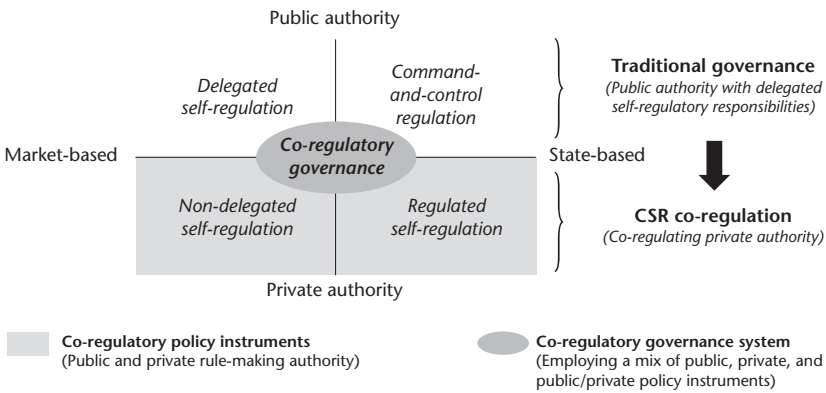 Public authority
Delegated
self-regulation
Command-
and-control
regulation
Traditional governance
(Public authority with delegated
self-regulatory responsibilities)
Market-based
Co-regulatory
governance
State-based
Non-delegated
self-regulation
Regulated
self-regulation
CSR co-regulation
(Co-regulating private authority)
Private authority
Co-regulatory policy instruments
(Public and private rule-making authority)
Co-regulatory governance system
(Employing a mix of public, private, and
public/private policy instruments)